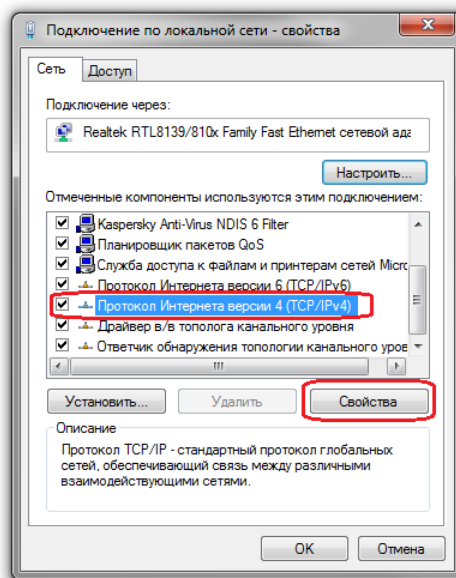 Подключение по локальной сети - свойства
Сеть Доступ
Подключение через:
Realtek RTL8139/810x Family Fast Ethernet сетевой ада
Настроить...
Отмеченные компоненты используются этим подключением:
Kaspersky Anti-Virus NDIS 6 Filter
Планировщик пакетов QoS
Служба доступа к файлам и принтерам сетей Micro
Протокол Интернета версии 6 (TCP/IPv6)
Протокол Интернета версии 4 (TCP/IPv4)
Драйвер в/в тополога канального уровня
Ответчик обнаружения топологии канального уров
Установить... Удалить Свойства
Описание
Протокол TCP/IP - стандартный протокол глобальных
сетей, обеспечивающий связь между различными
взаимодействующими сетями.
OK Отмена